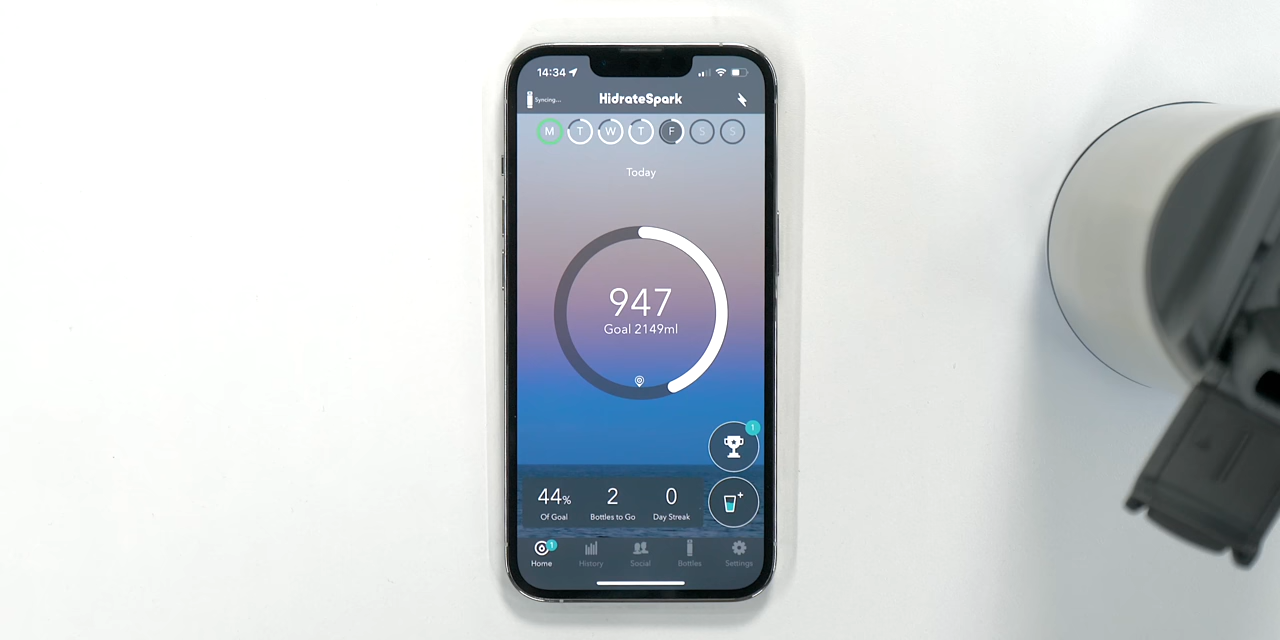 14:34
Syncing...
HidrateSpark
M T W T F S S
Today
947
Goal 2149ml
1
44% 2 0
Of Goal Bottles to Go Day Streak
1
Home History Social Bottles Settings